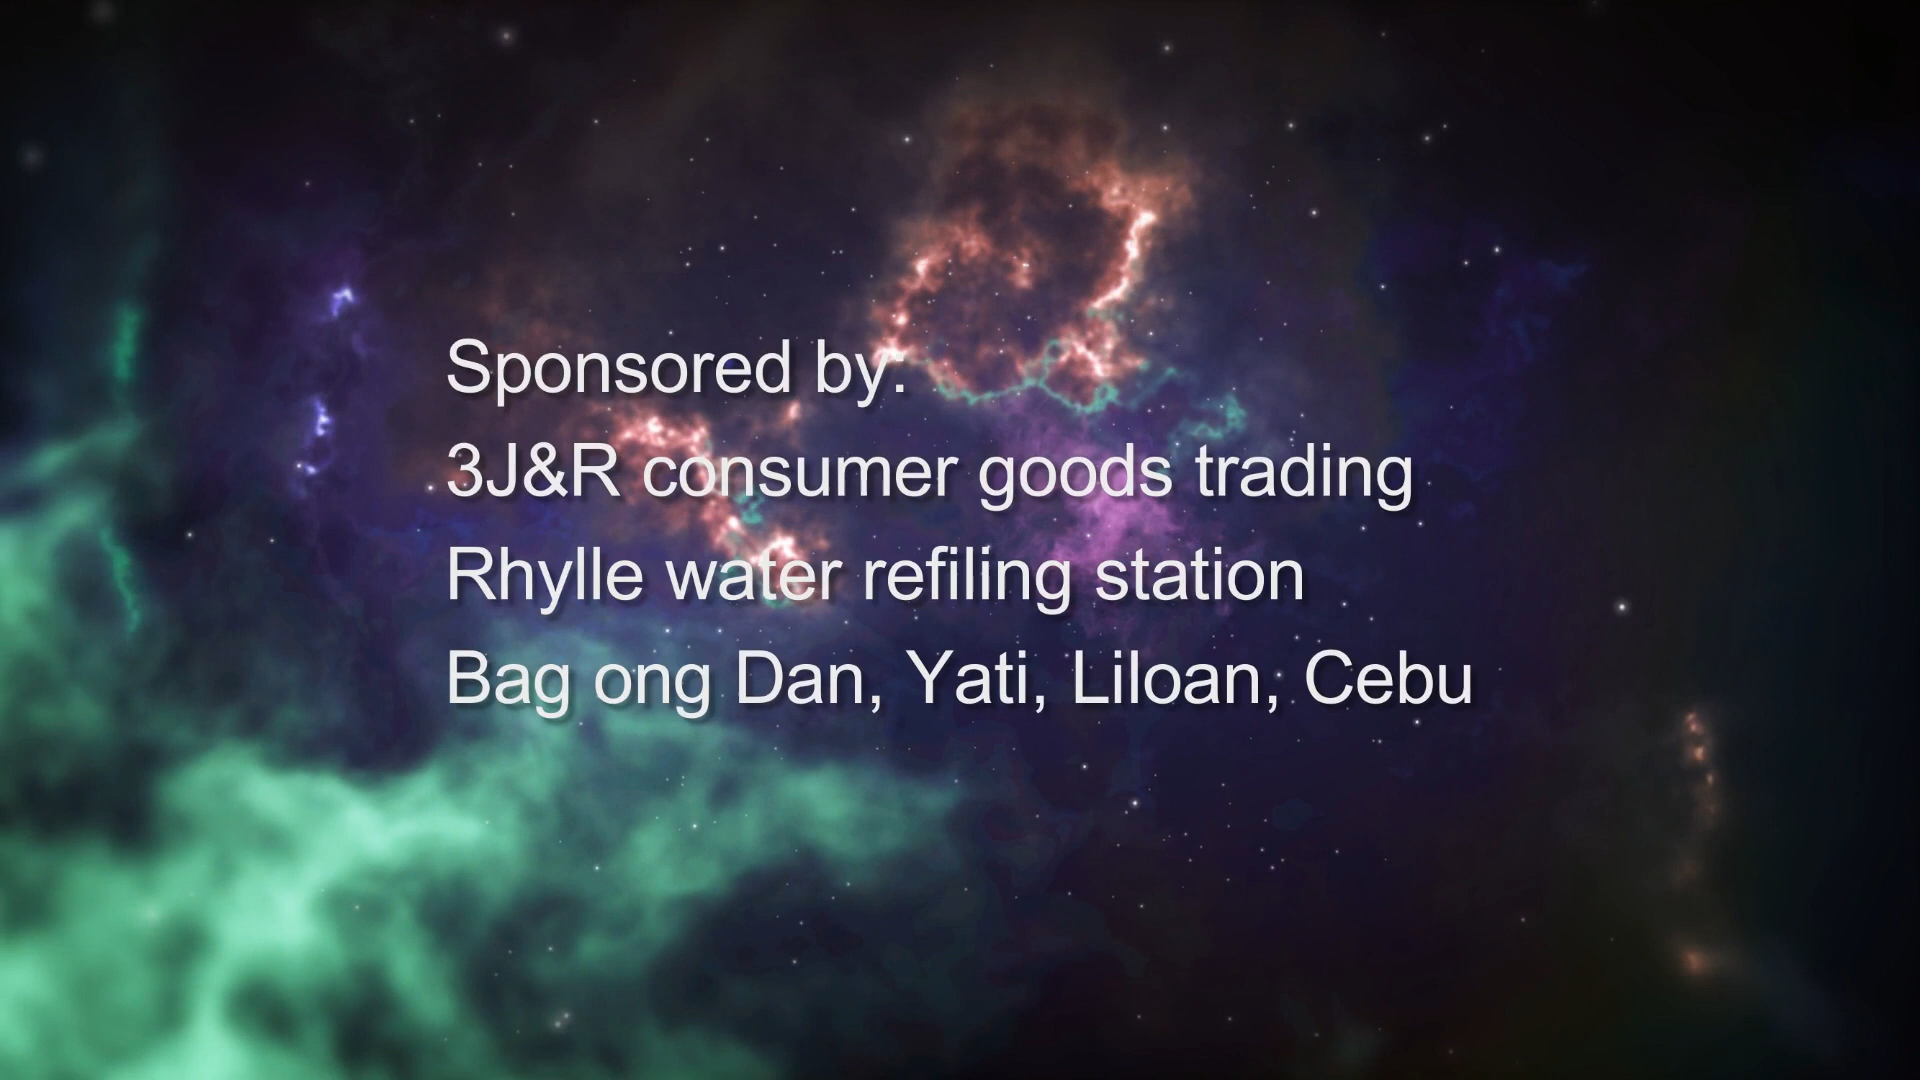 Sponsored by:
3J&R consumer goods trading
Rhylle water refiling station
Bag ong Dan, Yati, Liloan, Cebu